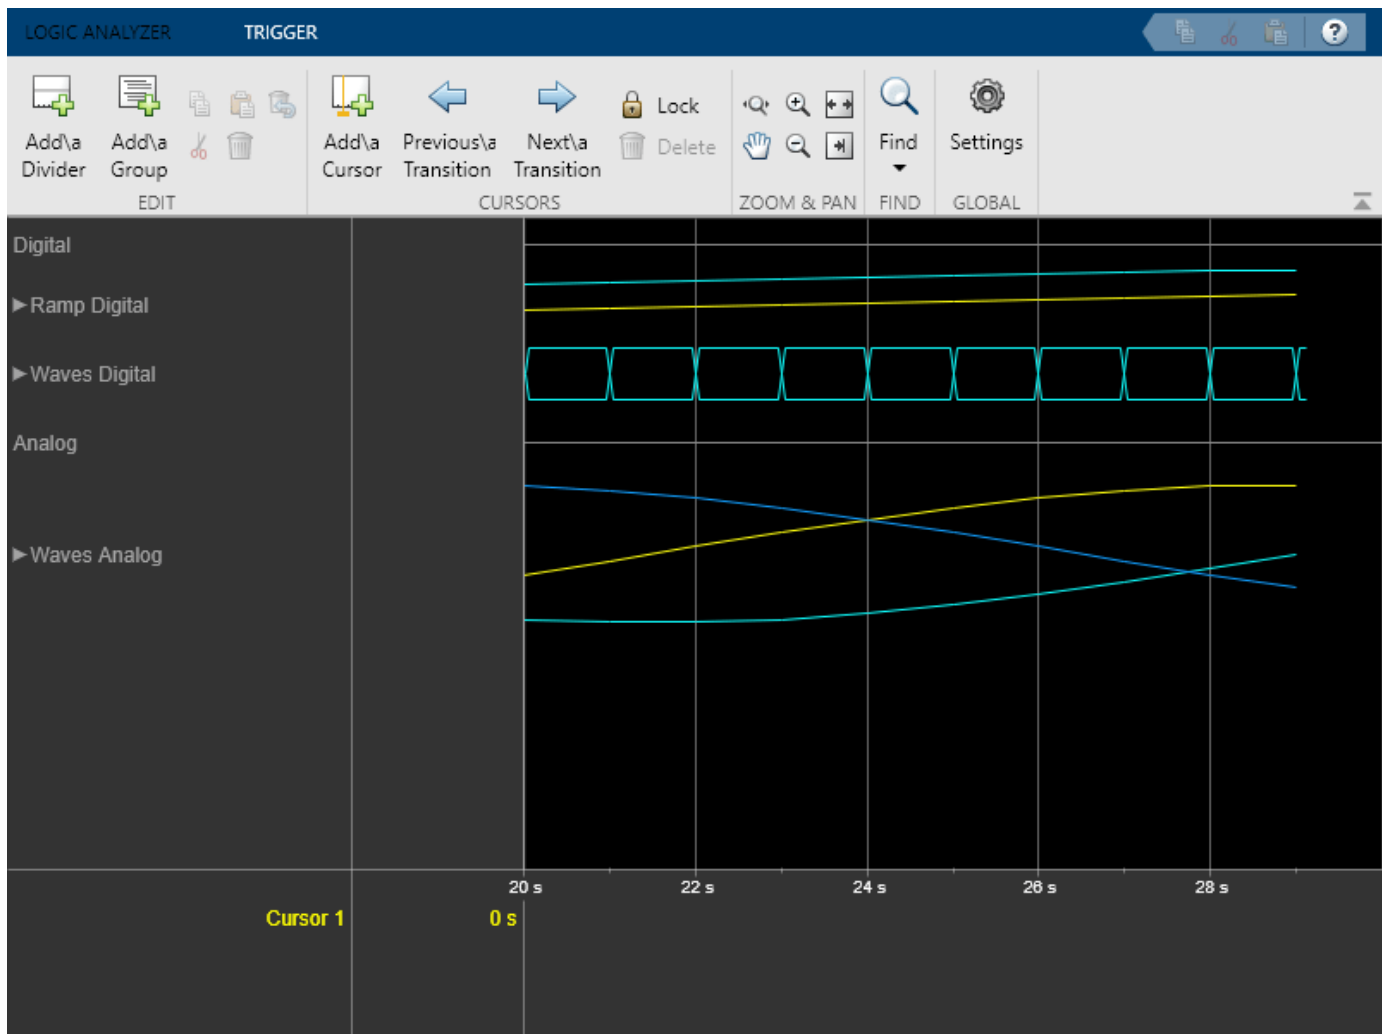 LOGIC ANALYZER TRIGGER
?
Add\a Add\a Add\a Previous\a Next\a Lock Find Settings
Divider Group Cursor Transition Transition Delete
EDIT CURSORS ZOOM & PAN FIND GLOBAL
Digital
Ramp Digital
Waves Digital
Analog
Waves Analog
20 s 22 s 24 s 26 s 28 s
Cursor 1 0 s